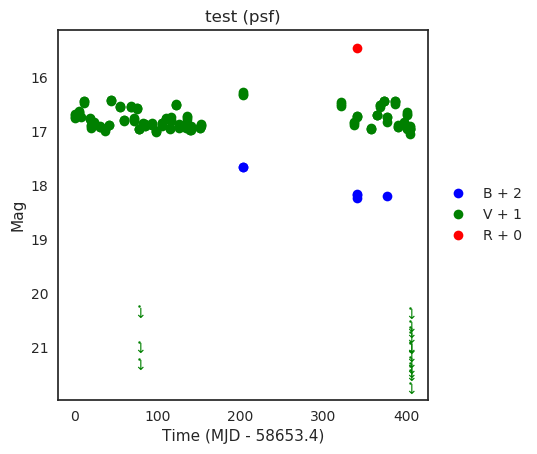 test (psf)
Mag
16
17
18
19
20
21
0
100
200
300
400
Time (MJD - 58653.4)
B + 2
V + 1
R + 0